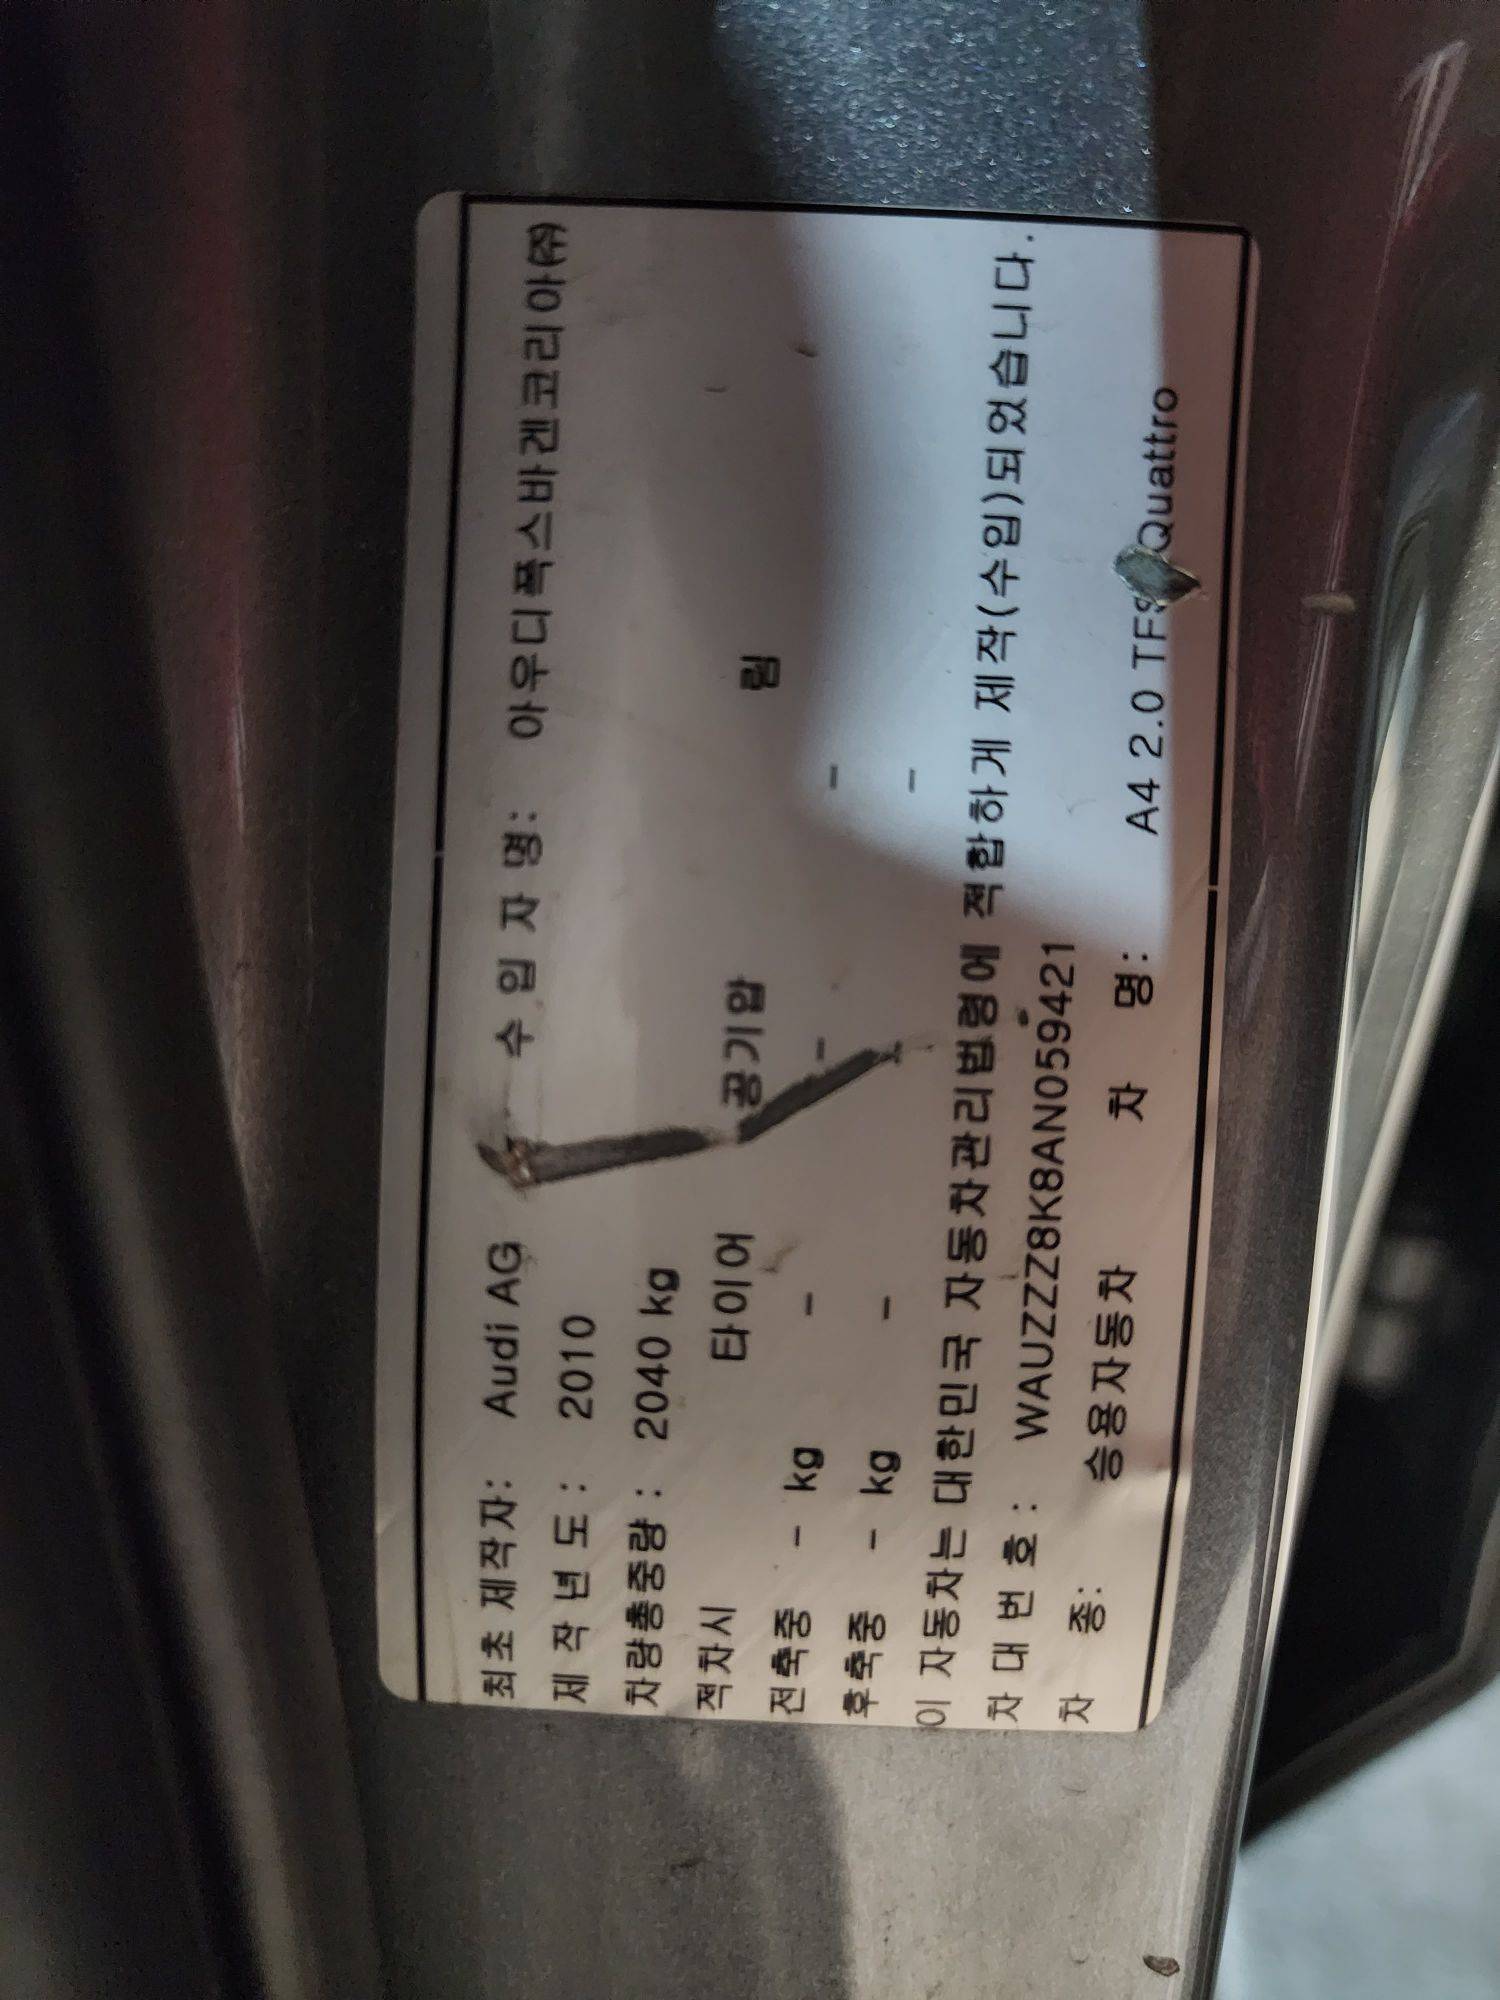 최초 제작자: Audi AG 수 입 자 명: 아우디폭스바겐코리아㈜
제 작 년 도 : 2010
차량총중량 : 2040 kg
적차시 타이어 공기압 림
전축중 - kg - - -
후축중 - kg - - -
이 자동차는 대한민국 자동차관리법령에 적합하게 제작(수입)되었습니다.
차 대 번 호 : WAUZZZ8K8AN059421
차 종: 승용자동차 차 명: A4 2.0 Quattro